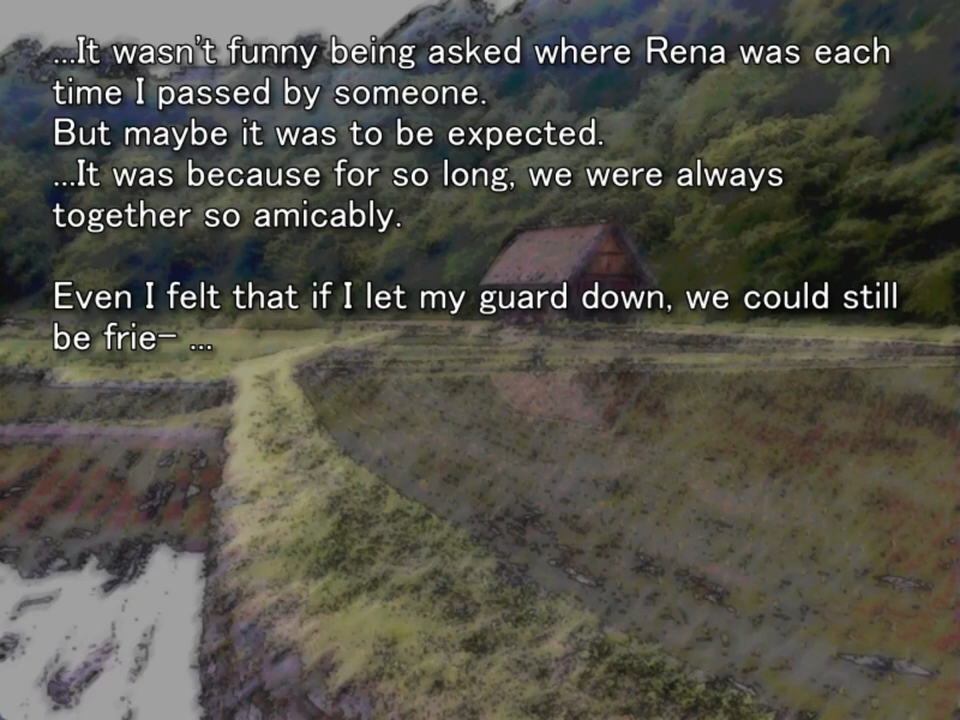 ...It wasn't funny being asked where Rena was each
time I passed by someone.
But maybe it was to be expected.
...It was because for so long, we were always
together so amicably.
Even I felt that if I let my guard down, we could still
be frie– ...